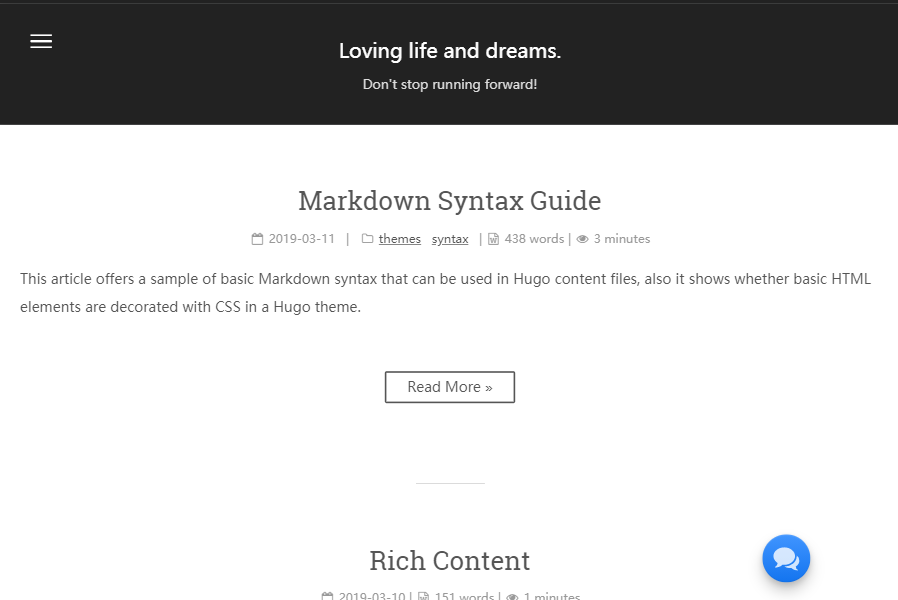 Loving life and dreams.
Don't stop running forward!
Markdown Syntax Guide
2019-03-11 | themes syntax | 438 words | 3 minutes
This article offers a sample of basic Markdown syntax that can be used in Hugo content files, also it shows whether basic HTML
elements are decorated with CSS in a Hugo theme.
Read More »
Rich Content
2019-03-10 | 151 words | 1 minutes